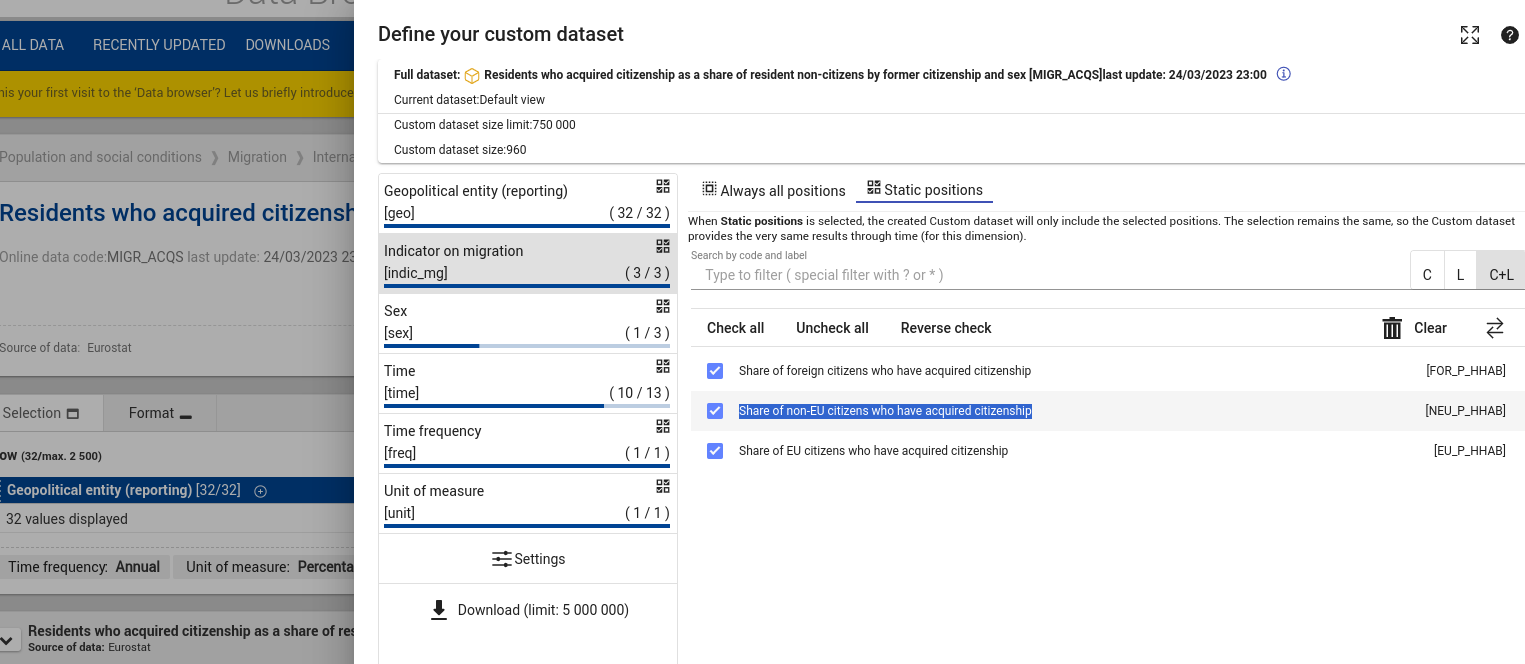 Data Bro
ALL DATA RECENTLY UPDATED DOWNLOADS
his your first visit to the 'Data browser'? Let us briefly introduce
Population and social conditions ❯ Migration ❯ Interna
Residents who acquired citizensh
Online data code:MIGR_ACQS last update: 24/03/2023 23
Source of data: Eurostat
Selection Format
ow (32/max. 2 500)
Geopolitical entity (reporting) [32/32]
32 values displayed
Time frequency: Annual Unit of measure: Percenta
Residents who acquired citizenship as a share of res
Source of data: Eurostat
Define your custom dataset
Full dataset: Residents who acquired citizenship as a share of resident non-citizens by former citizenship and sex [MIGR_ACQS]last update: 24/03/2023 23:00
Current dataset:Default view
Custom dataset size limit:750 000
Custom dataset size:960
Geopolitical entity (reporting)
[geo] ( 32 / 32 )
Indicator on migration
[indic_mg] ( 3 / 3 )
Sex
[sex] ( 1 / 3 )
Time
[time] ( 10 / 13 )
Time frequency
[freq] ( 1 / 1 )
Unit of measure
[unit] ( 1 / 1 )
Settings
Download (limit: 5 000 000)
Always all positions Static positions
When Static positions is selected, the created Custom dataset will only include the selected positions. The selection remains the same, so the Custom dataset
provides the very same results through time (for this dimension).
Search by code and label
Type to filter ( special filter with ? or * ) C L C+L
Check all Uncheck all Reverse check Clear
Share of foreign citizens who have acquired citizenship [FOR_P_HHAB]
Share of non-EU citizens who have acquired citizenship [NEU_P_HHAB]
Share of EU citizens who have acquired citizenship [EU_P_HHAB]